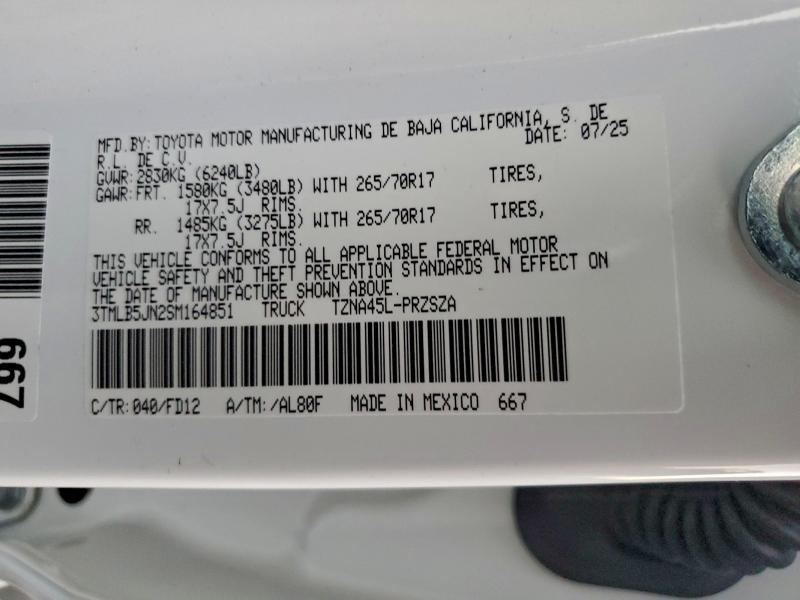 MFD.BY: TOYOTA MOTOR MANUFACTURING DE BAJA CALIFORNIA, S. DE
R.L. DE C.V. DATE: 07/25
GVWR: 2830KG (6240LB)
GAWR: FRT. 1580KG (3480LB) WITH 265/70R17 TIRES,
17X7.5J RIMS.
RR. 1485KG (3275LB) WITH 265/70R17 TIRES,
17X7.5J RIMS.
THIS VEHICLE CONFORMS TO ALL APPLICABLE FEDERAL MOTOR
VEHICLE SAFETY AND THEFT PREVENTION STANDARDS IN EFFECT ON
THE DATE OF MANUFACTURE SHOWN ABOVE.
3TMLB5JN2SM164851 TRUCK TZNA45L-PRZSZA
C/TR: 040/FD12 A/TM: /AL80F MADE IN MEXICO 667
667